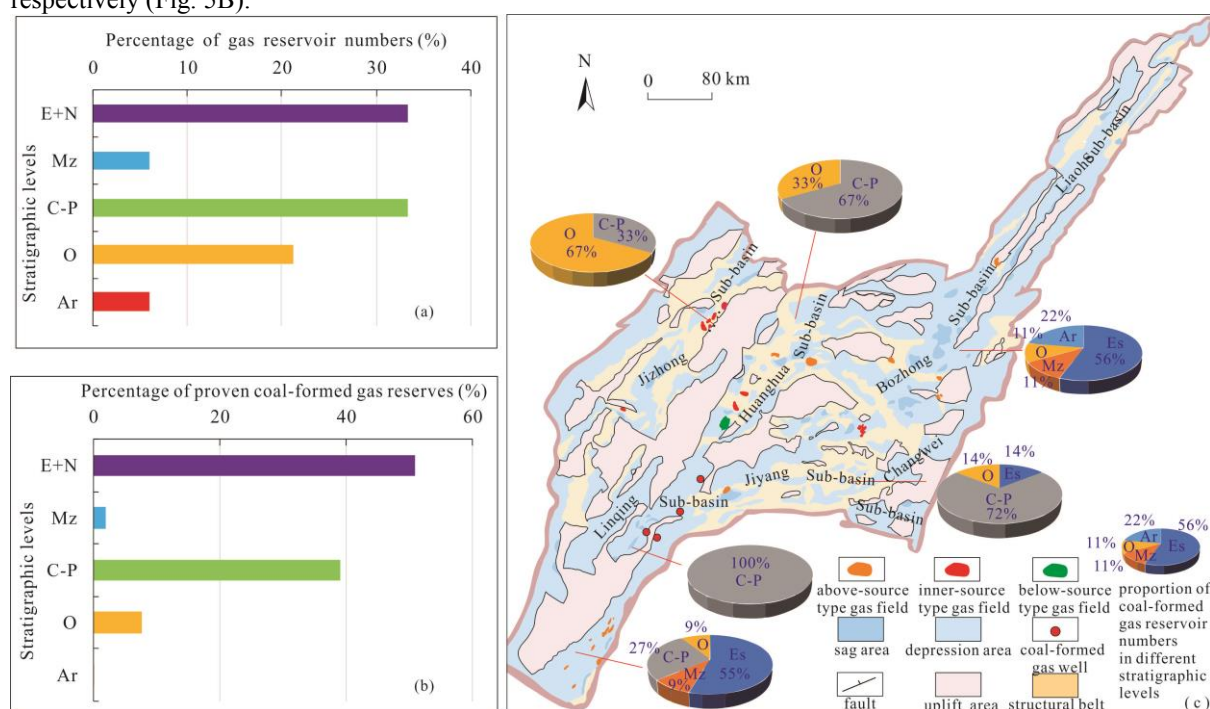 respectively (Fig. 5B).
Percentage of gas reservoir numbers (%)
0 10 20 30 40
Stratigraphic levels
E+N
Mz
C-P
O
Ar
(a)
Percentage of proven coal-formed gas reserves (%)
0 20 40 60
Stratigraphic levels
E+N
Mz
C-P
O
Ar
(b)
N
0 80 km
Liaohe Sub-basin
O
33%
C-P
67%
C-P
33%
O
67%
Sub-basin
Jizhong
Sub-basin
Huanghua
Sub-basin
Bozhong
22%
11%
Ar
Es
56%
O
Mz
11%
Changwei
Sub-basin
Jiyang Sub-basin
14% 14%
O Es
C-P
72%
Linqing
Sub-basin
100%
C-P
9%
27%
O
C-P
Es
55%
Mz
9%
22% 56%
11% Ar
O Es
Mz
11%
above-source
type gas field
inner-source
type gas field
below-source
type gas field
proportion of
coal-formed
gas reservoir
numbers
in different
stratigraphic
levels
sag area
depression area
coal-formed
gas well
fault
uplift area
structural belt
(c)